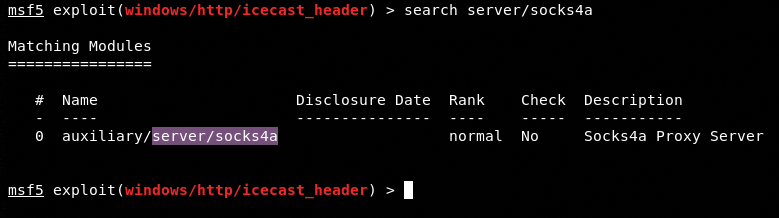 msf5 exploit(windows/http/icecast_header) > search server/socks4a
Matching Modules
================
#  Name                      Disclosure Date  Rank    Check  Description
-  ----                      ---------------  ----    -----  -----------
0  auxiliary/server/socks4a                   normal  No     Socks4a Proxy Server
msf5 exploit(windows/http/icecast_header) >